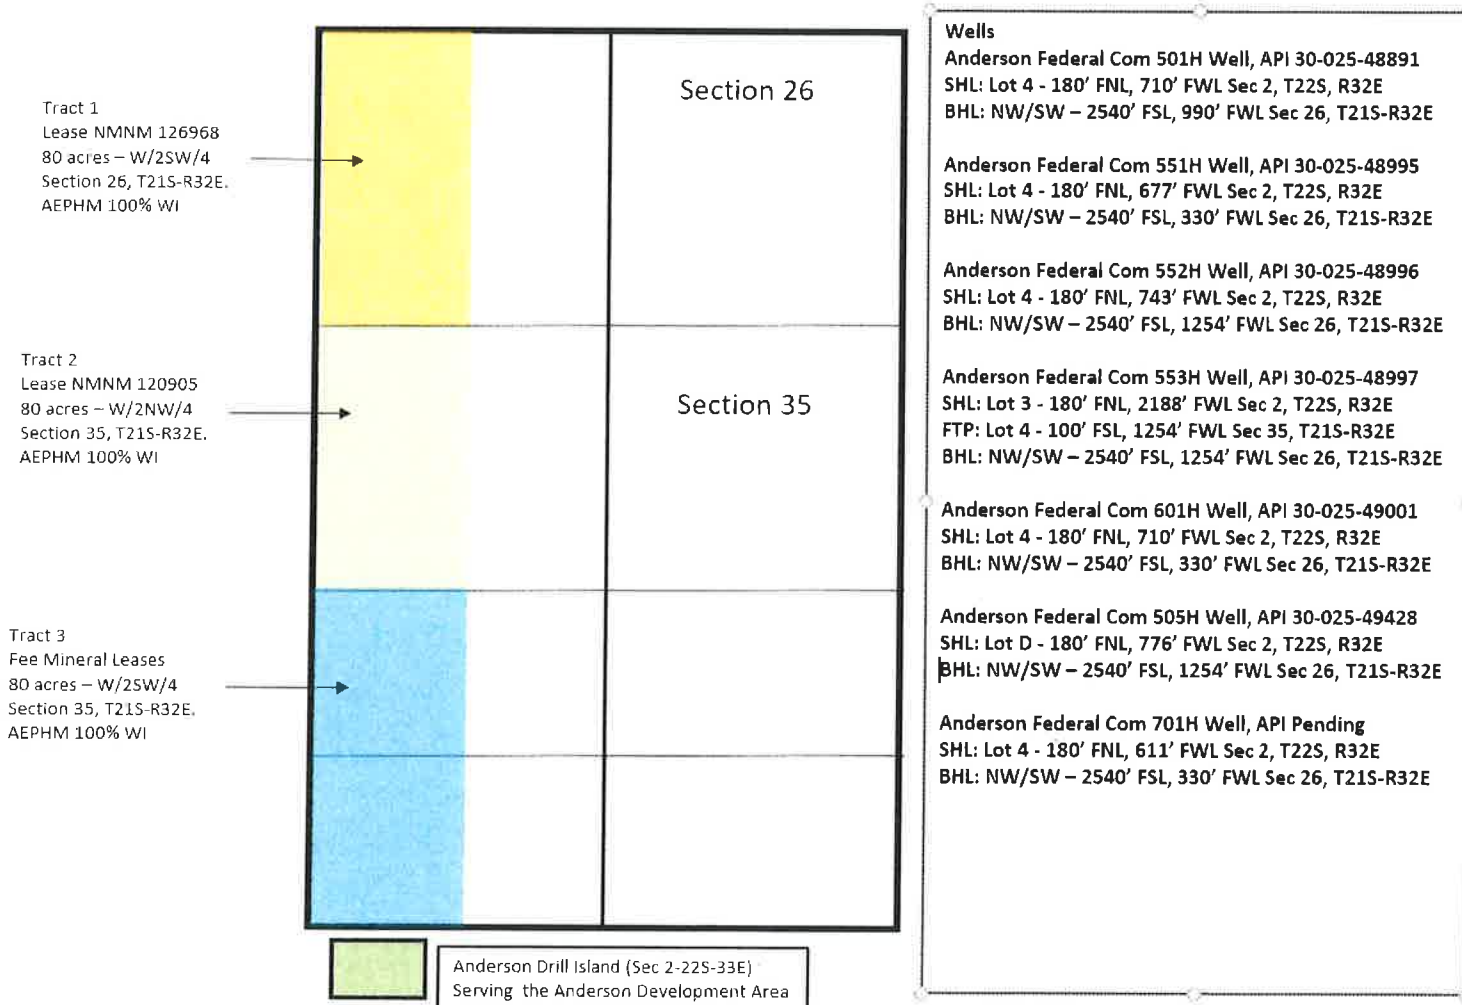 Tract 1
Lease NMNM 126968
80 acres – W/2SW/4
Section 26, T21S-R32E.
AEPHM 100% WI
Tract 2
Lease NMNM 120905
80 acres – W/2NW/4
Section 35, T21S-R32E.
AEPHM 100% WI
Tract 3
Fee Mineral Leases
80 acres – W/2SW/4
Section 35, T21S-R32E.
AEPHM 100% WI
Section 26
Section 35
Anderson Drill Island (Sec 2-22S-33E)
Serving the Anderson Development Area
Wells
Anderson Federal Com 501H Well, API 30-025-48891
SHL: Lot 4 - 180’ FNL, 710’ FWL Sec 2, T22S, R32E
BHL: NW/SW – 2540’ FSL, 990’ FWL Sec 26, T21S-R32E
Anderson Federal Com 551H Well, API 30-025-48995
SHL: Lot 4 - 180’ FNL, 677’ FWL Sec 2, T22S, R32E
BHL: NW/SW – 2540’ FSL, 330’ FWL Sec 26, T21S-R32E
Anderson Federal Com 552H Well, API 30-025-48996
SHL: Lot 4 - 180’ FNL, 743’ FWL Sec 2, T22S, R32E
BHL: NW/SW – 2540’ FSL, 1254’ FWL Sec 26, T21S-R32E
Anderson Federal Com 553H Well, API 30-025-48997
SHL: Lot 3 - 180’ FNL, 2188’ FWL Sec 2, T22S, R32E
FTP: Lot 4 - 100’ FSL, 1254’ FWL Sec 35, T21S-R32E
BHL: NW/SW – 2540’ FSL, 1254’ FWL Sec 26, T21S-R32E
Anderson Federal Com 601H Well, API 30-025-49001
SHL: Lot 4 - 180’ FNL, 710’ FWL Sec 2, T22S, R32E
BHL: NW/SW – 2540’ FSL, 330’ FWL Sec 26, T21S-R32E
Anderson Federal Com 505H Well, API 30-025-49428
SHL: Lot D - 180’ FNL, 776’ FWL Sec 2, T22S, R32E
BHL: NW/SW – 2540’ FSL, 1254’ FWL Sec 26, T21S-R32E
Anderson Federal Com 701H Well, API Pending
SHL: Lot 4 - 180’ FNL, 611’ FWL Sec 2, T22S, R32E
BHL: NW/SW – 2540’ FSL, 330’ FWL Sec 26, T21S-R32E